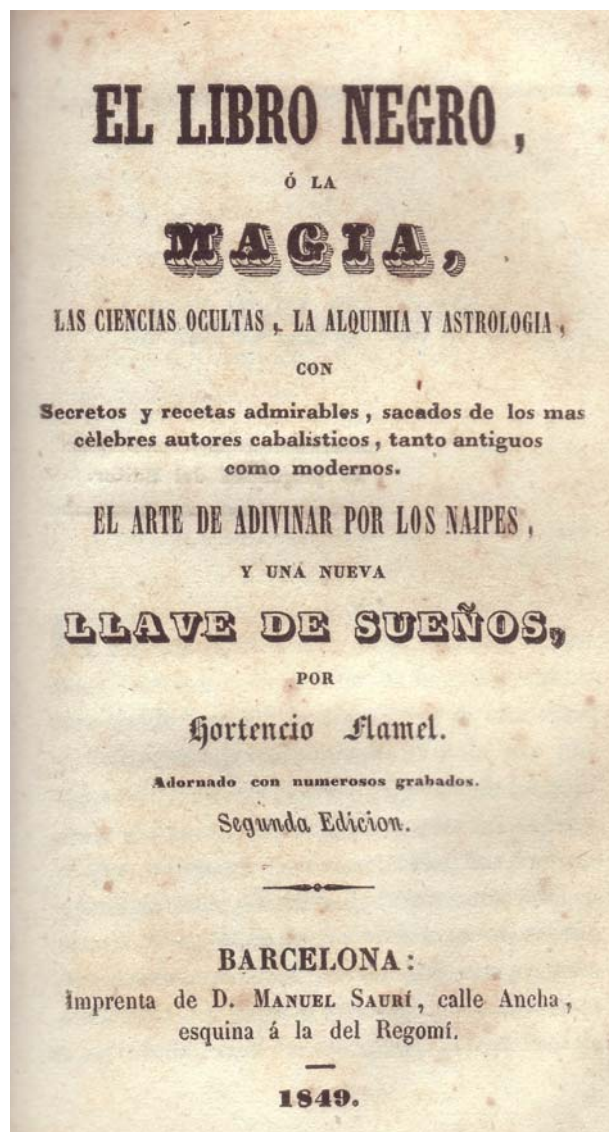 EL LIBRO NEGRO,
Ó LA
MAGIA,
LAS CIENCIAS OCULTAS, LA ALQUIMIA Y ASTROLOGIA,
CON
Secretos y recetas admirables, sacados de los mas
cèlebres autores cabalisticos, tanto antiguos
como modernos.
EL ARTE DE ADIVINAR POR LOS NAIPES,
Y UNA NUEVA
LLAVE DE SUEÑOS,
POR
Hortencio Flamel.
Adornado con numerosos grabados.
Segunda Edicion.
BARCELONA:
Imprenta de D. MANUEL SAURÍ, calle Ancha,
esquina á la del Regomí.
1849.